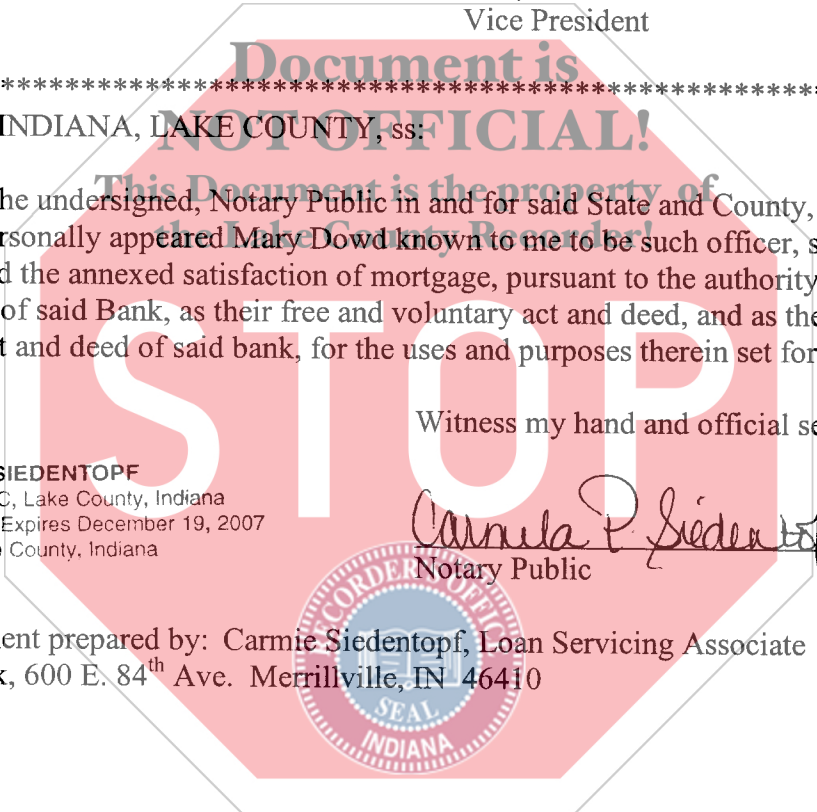 Vice President
Document is
********************************************************************
INDIANA, LAKE COUNTY, ss:
NOT OFFICIAL!
This Document is the property of
he undersigned, Notary Public in and for said State and County,
the Lake County Recorder!
rsonally appeared Mary Dowd known to me to be such officer, s
d the annexed satisfaction of mortgage, pursuant to the authority
of said Bank, as their free and voluntary act and deed, and as the
t and deed of said bank, for the uses and purposes therein set for
STOP
Witness my hand and official se
SIEDENTOPF
C, Lake County, Indiana
Expires December 19, 2007
County, Indiana
Carmela P. Siedento
Notary Public
RECORDER'S OFFICE
ent prepared by: Carmie Siedentopf, Loan Servicing Associate
k, 600 E. 84th Ave. Merrillville, IN 46410
SEAL
INDIANA